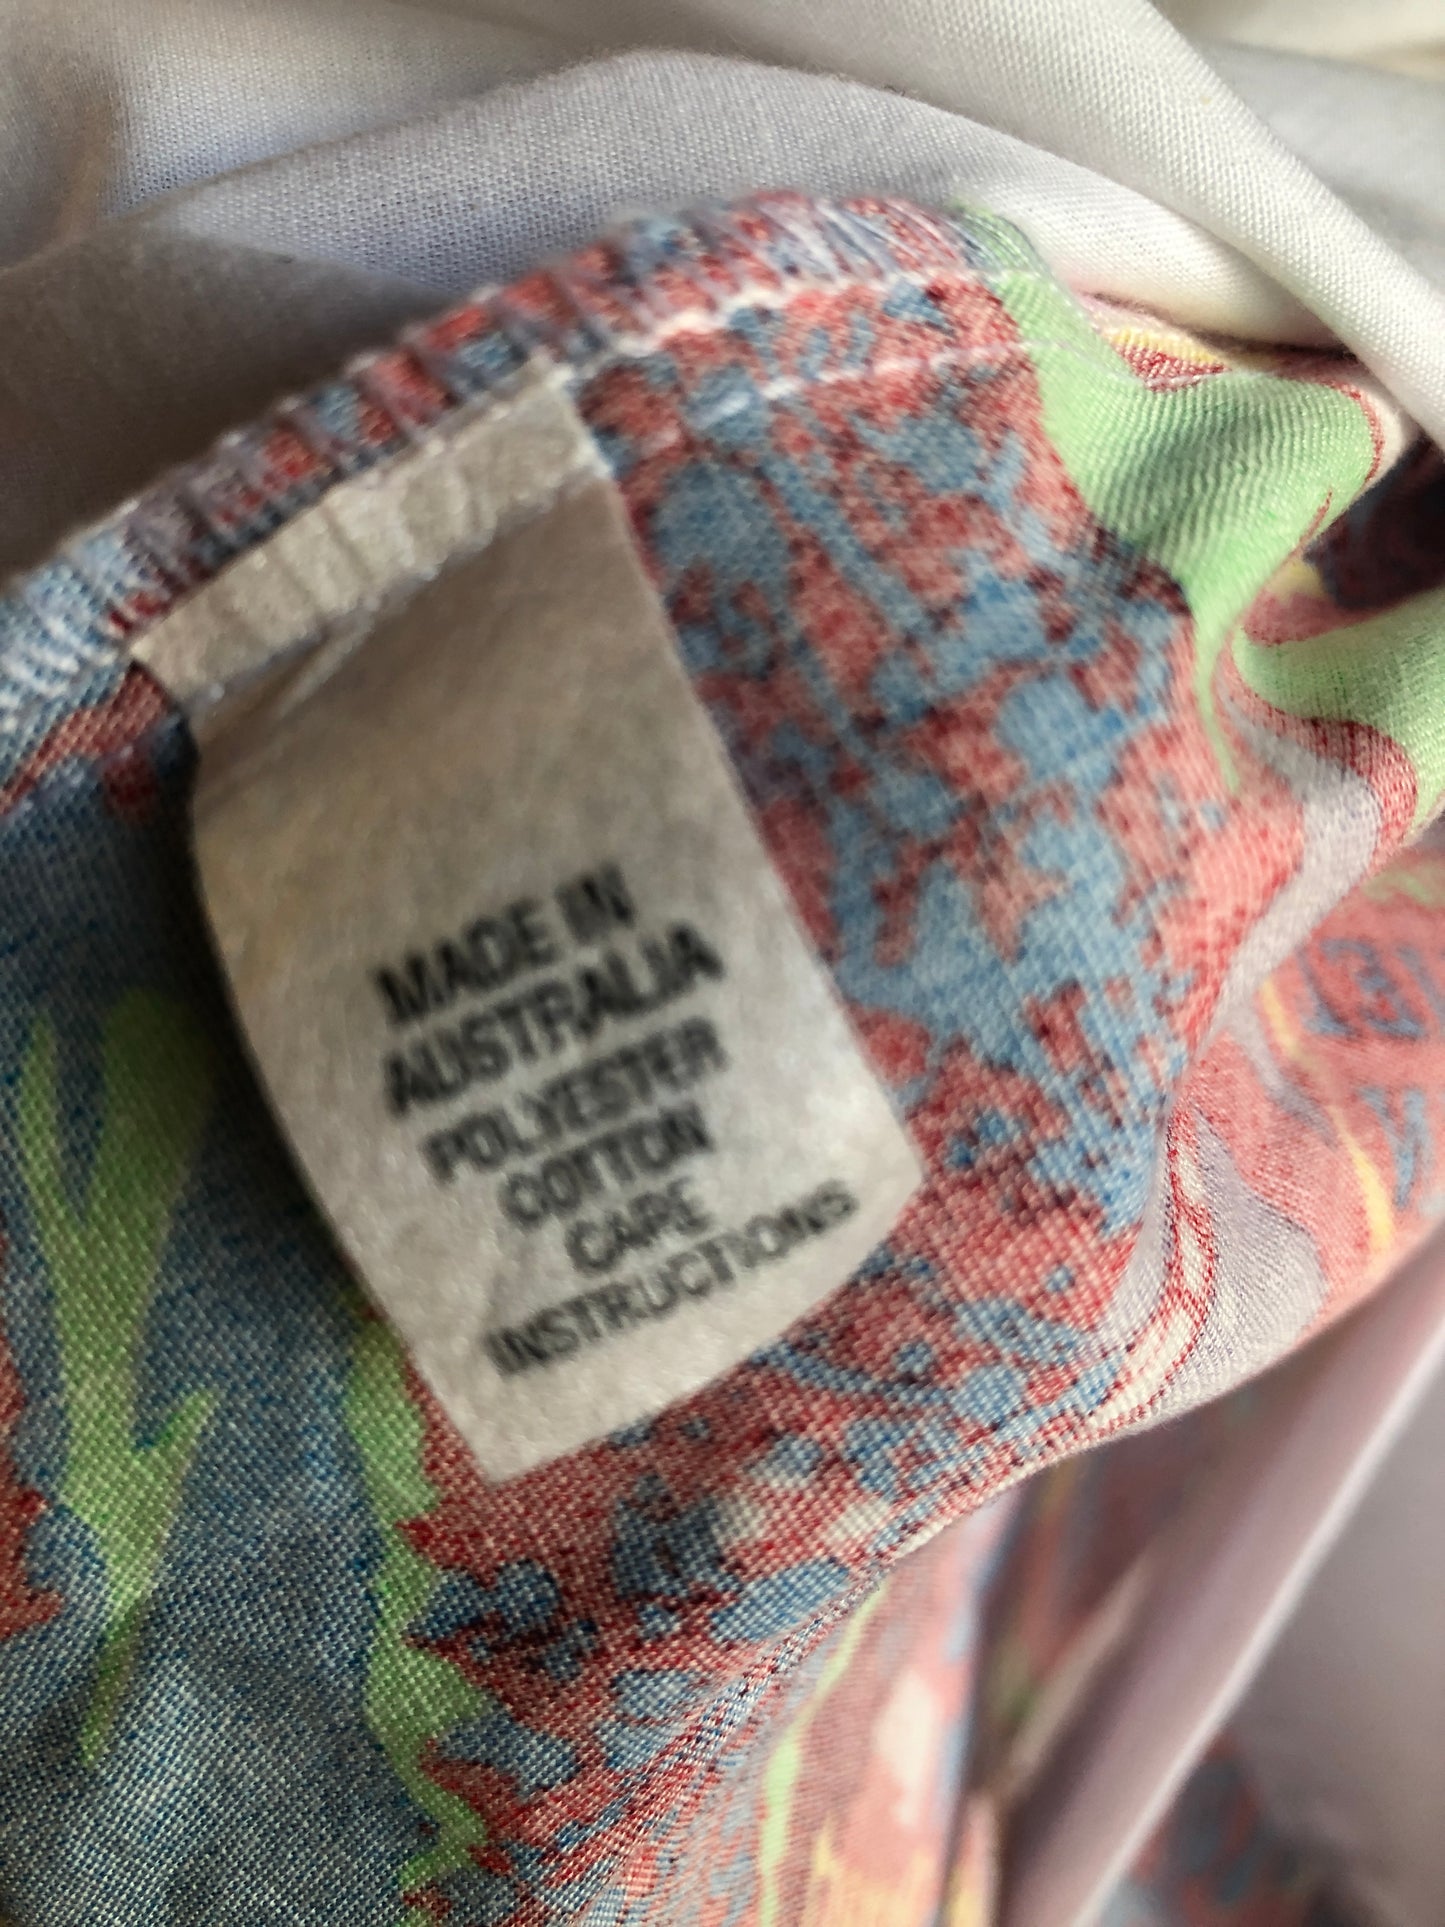 MADE IN
AUSTRALIA
POLYESTER
COTTON
CARE
INSTRUCTIONS